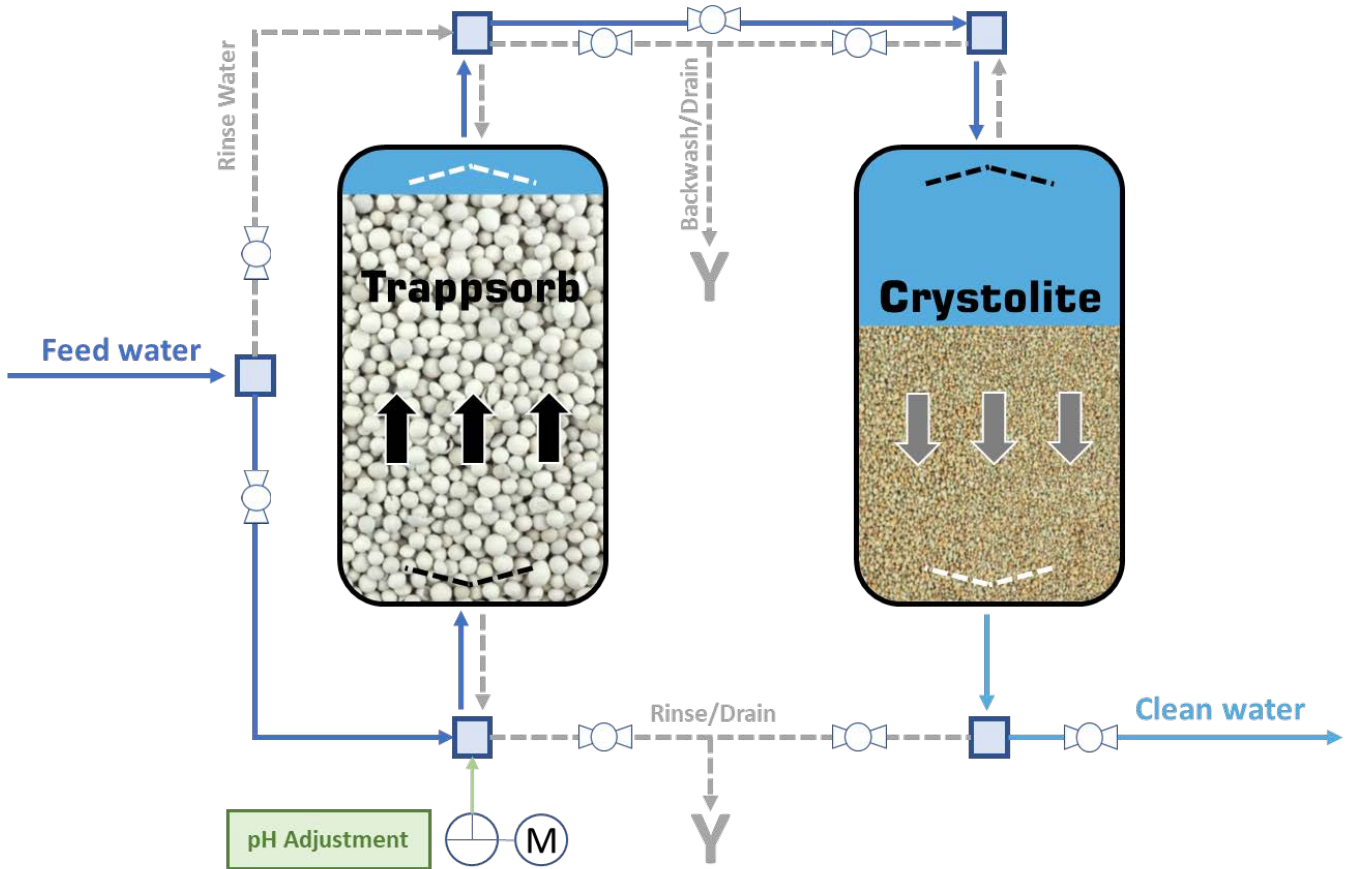 Rinse Water
Backwash/Drain
Y
Trappsorb
Crystolite
Feed water
Rinse/Drain
Clean water
Y
pH Adjustment
M